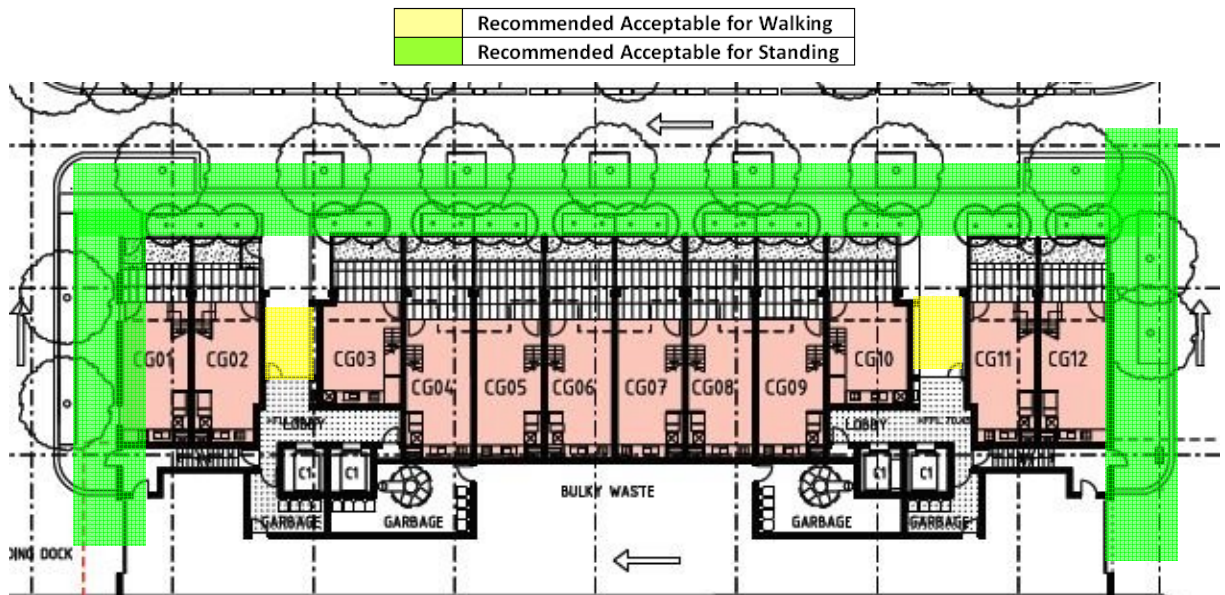 Recommended Acceptable for Walking
Recommended Acceptable for Standing
CG01
CG02
CG03
CG04
CG05
CG06
CG07
CG08
CG09
CG10
CG11
CG12
LOBBY
LOBBY
C1
C1
C1
C1
BULKY WASTE
GARBAGE
GARBAGE
GARBAGE
GARBAGE
DING DOCK